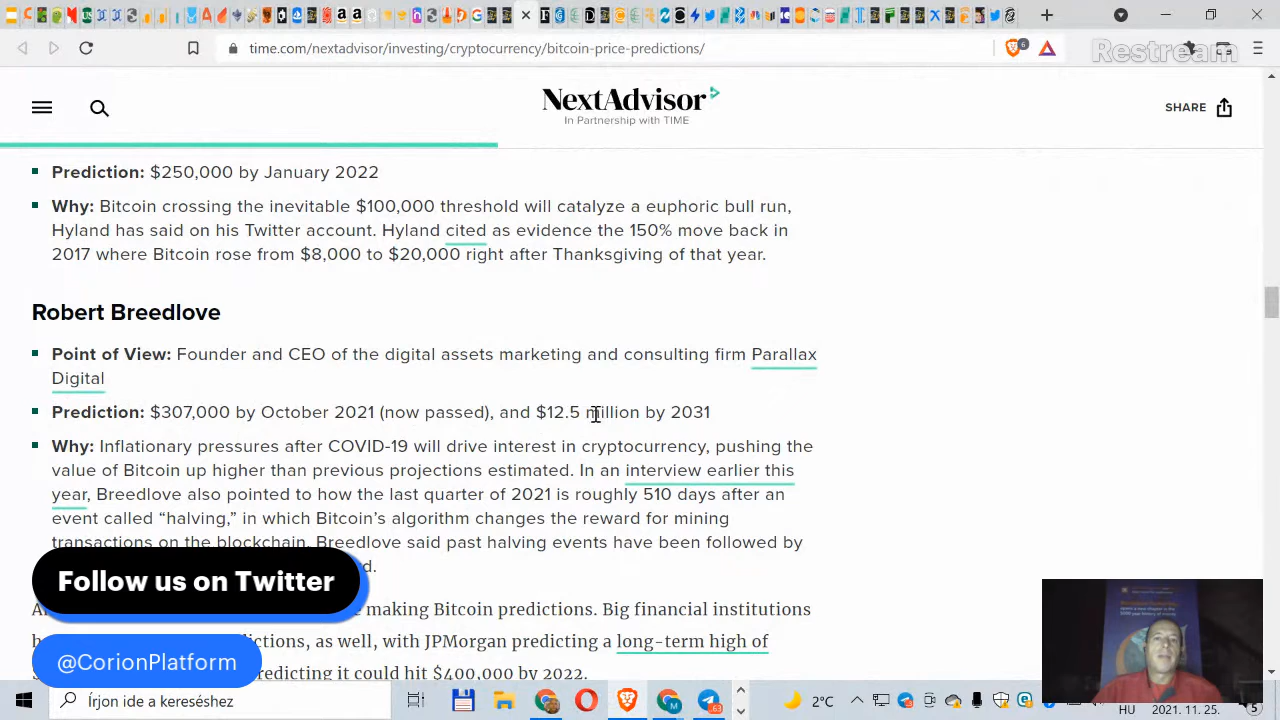 time.com/nextadvisor/investing/cryptocurrency/bitcoin-price-predictions/
6
Restream
NextAdvisor
In Partnership with TIME
SHARE
Prediction: $250,000 by January 2022
Why: Bitcoin crossing the inevitable $100,000 threshold will catalyze a euphoric bull run,
Hyland has said on his Twitter account. Hyland cited as evidence the 150% move back in
2017 where Bitcoin rose from $8,000 to $20,000 right after Thanksgiving of that year.
Robert Breedlove
Point of View: Founder and CEO of the digital assets marketing and consulting firm Parallax
Digital
Prediction: $307,000 by October 2021 (now passed), and $12.5 million by 2031
Why: Inflationary pressures after COVID-19 will drive interest in cryptocurrency, pushing the
value of Bitcoin up higher than previous projections estimated. In an interview earlier this
year, Breedlove also pointed to how the last quarter of 2021 is roughly 510 days after an
event called “halving,” in which Bitcoin’s algorithm changes the reward for mining
transactions on the blockchain. Breedlove said past halving events have been followed by
d.
making Bitcoin predictions. Big financial institutions
ictions, as well, with JPMorgan predicting a long-term high of
redicting it could hit $400,000 by 2022.
Follow us on Twitter
@CorionPlatform
Írjon ide a kereséshez
63
2°C
2021. 11. 25.
5